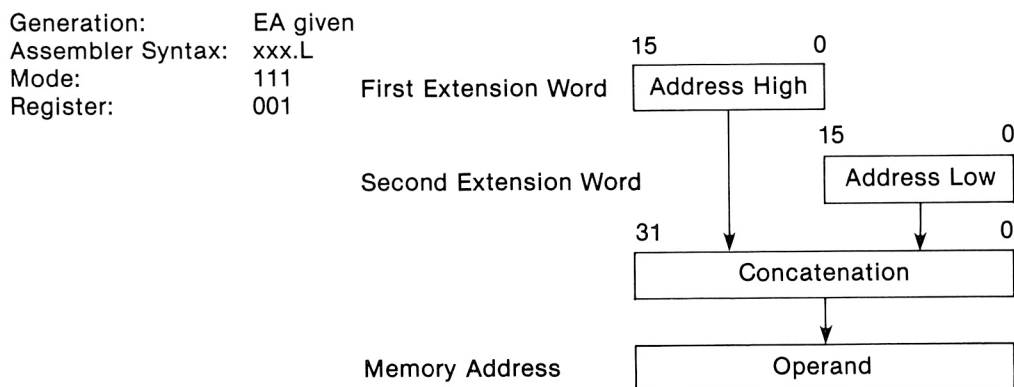 Generation: EA given
Assembler Syntax: xxx.L
Mode: 111
Register: 001
15 0
First Extension Word Address High
15 0
Second Extension Word Address Low
31 0
Concatenation
Memory Address Operand